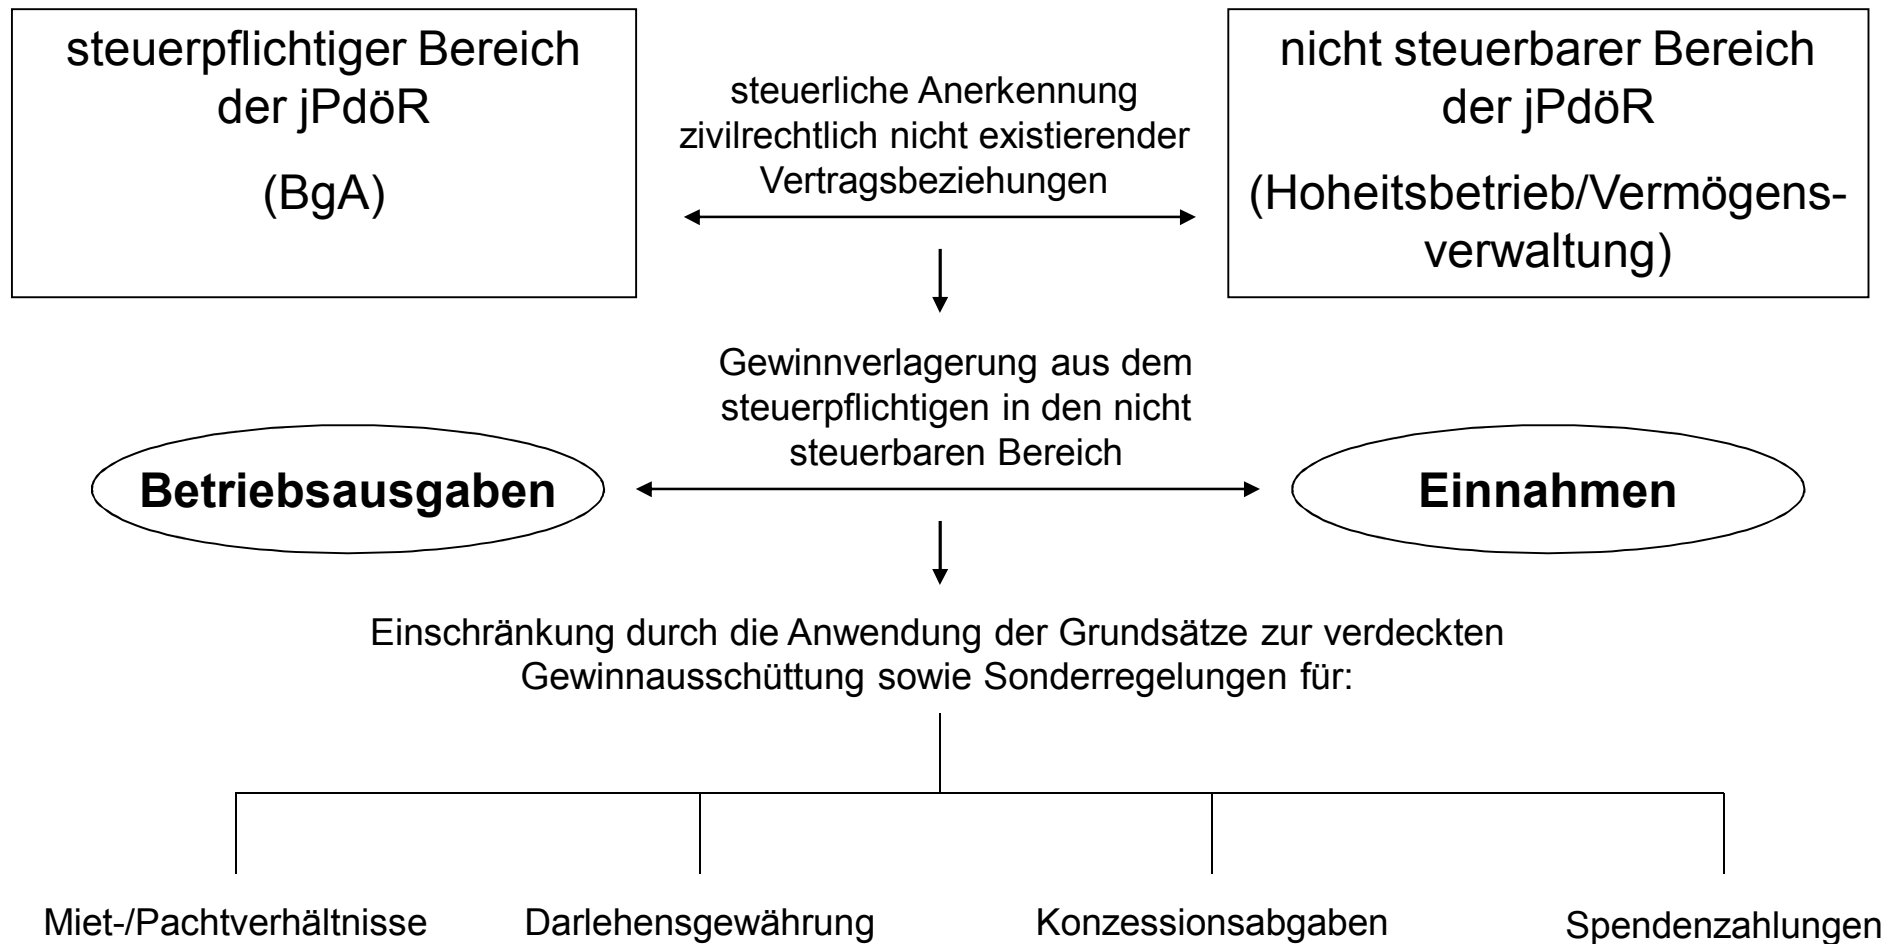 steuerpflichtiger Bereich
der jPdöR
(BgA)
steuerliche Anerkennung
zivilrechtlich nicht existierender
Vertragsbeziehungen
nicht steuerbarer Bereich
der jPdöR
(Hoheitsbetrieb/Vermögens-
verwaltung)
Gewinnverlagerung aus dem
steuerpflichtigen in den nicht
steuerbaren Bereich
Betriebsausgaben
Einnahmen
Einschränkung durch die Anwendung der Grundsätze zur verdeckten
Gewinnausschüttung sowie Sonderregelungen für:
Miet-/Pachtverhältnisse
Darlehensgewährung
Konzessionsabgaben
Spendenzahlungen